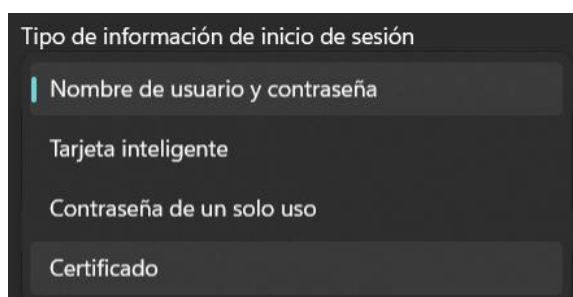 Tipo de información de inicio de sesión
Nombre de usuario y contraseña
Tarjeta inteligente
Contraseña de un solo uso
Certificado